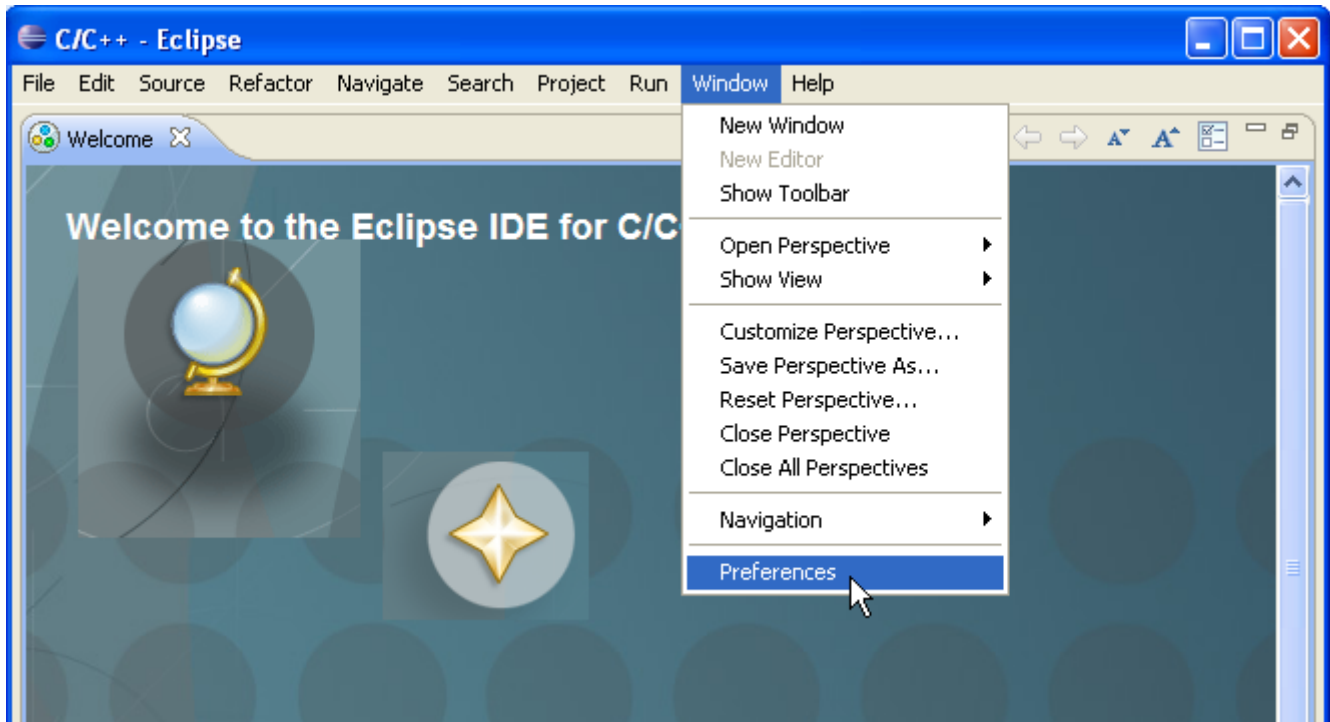 C/C++ - Eclipse
File Edit Source Refactor Navigate Search Project Run Window Help
Welcome
Welcome to the Eclipse IDE for C/C
New Window
New Editor
Show Toolbar
Open Perspective
Show View
Customize Perspective...
Save Perspective As...
Reset Perspective...
Close Perspective
Close All Perspectives
Navigation
Preferences